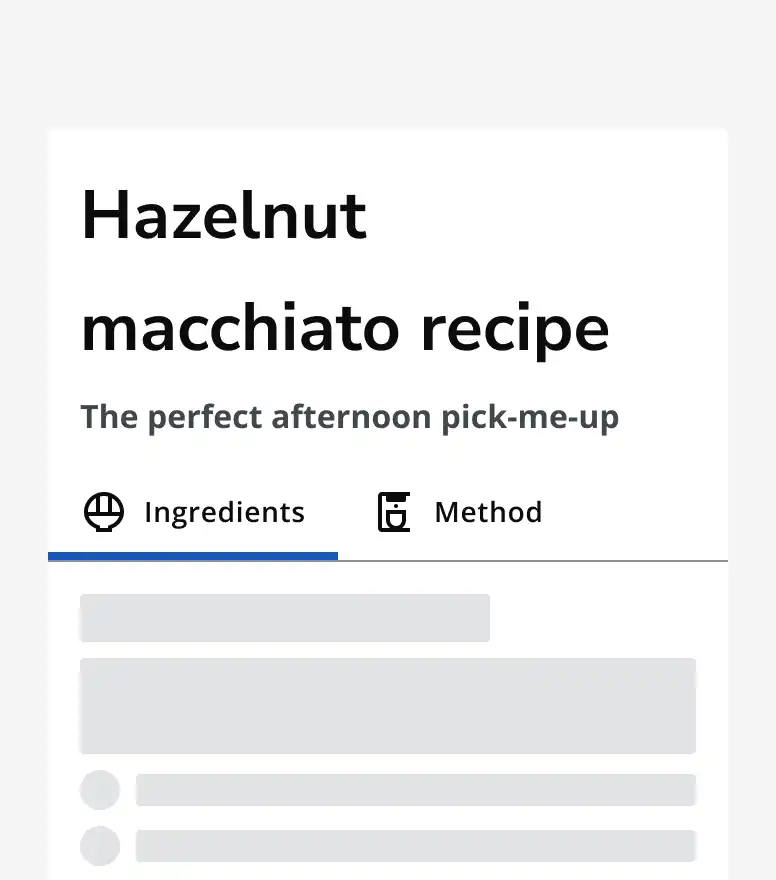 Hazelnut
macchiato recipe
The perfect afternoon pick-me-up
Ingredients Method